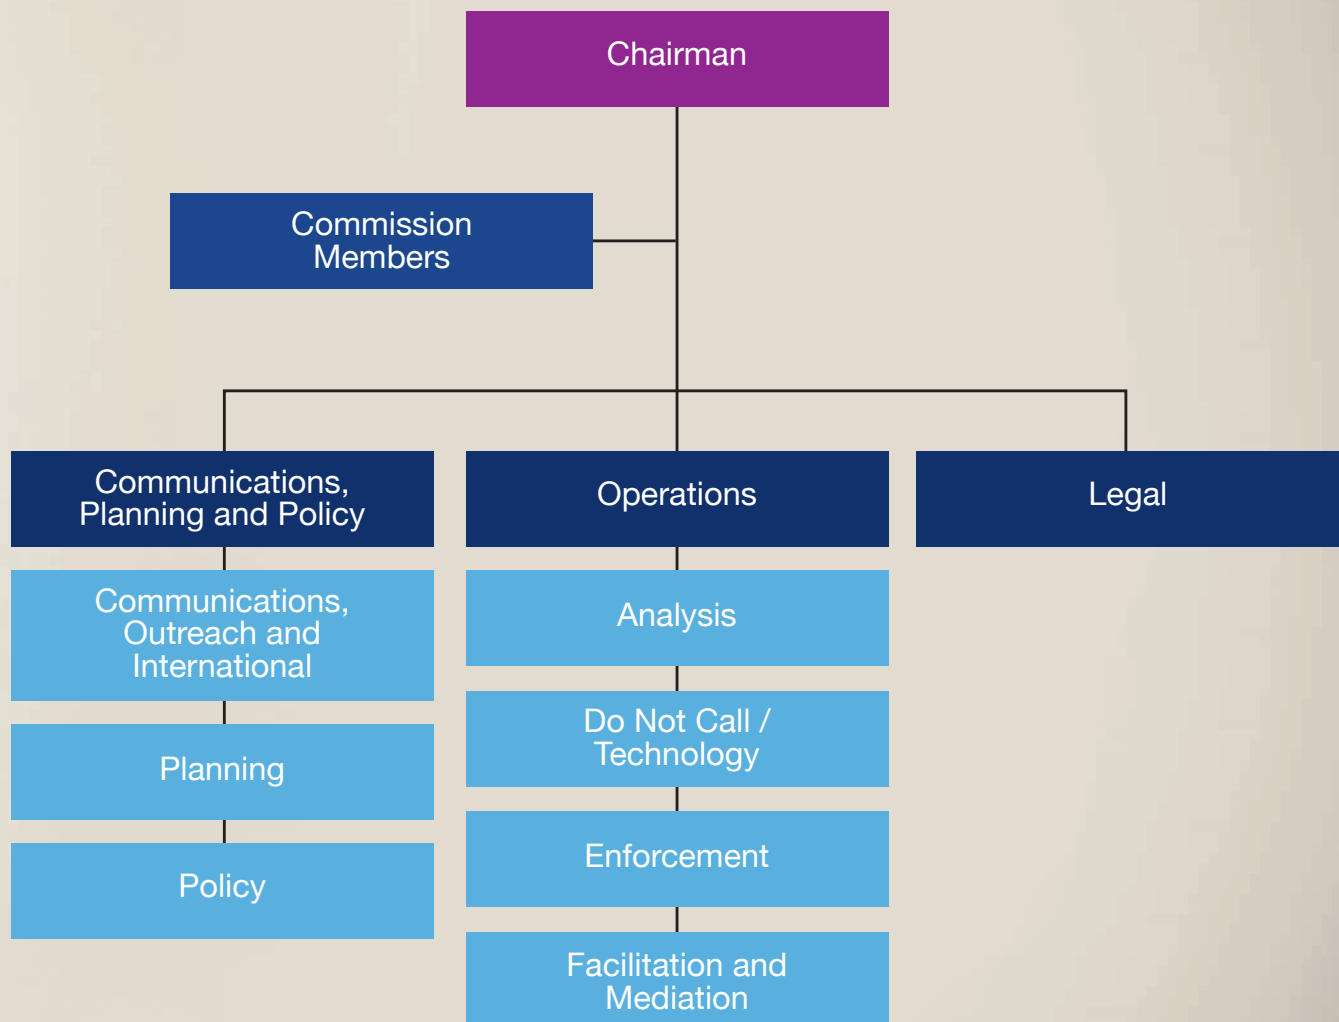 Chairman
Commission
Members
Communications,
Planning and Policy
Operations
Legal
Communications,
Outreach and
International
Planning
Policy
Analysis
Do Not Call /
Technology
Enforcement
Facilitation and
Mediation